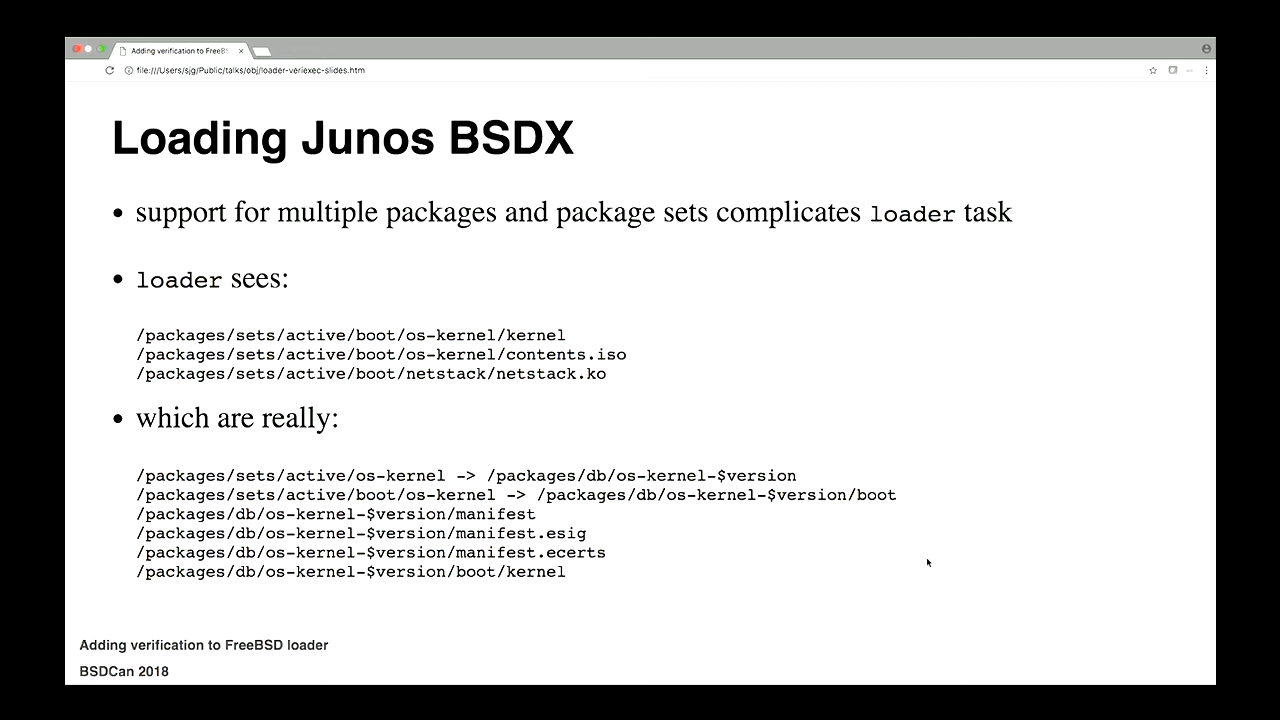 Adding verification to FreeBS
file:///Users/sjg/Public/talks/obj/loader-veriexec-slides.htm
Loading Junos BSDX
• support for multiple packages and package sets complicates loader task
• loader sees:
/packages/sets/active/boot/os-kernel/kernel
/packages/sets/active/boot/os-kernel/contents.iso
/packages/sets/active/boot/netstack/netstack.ko
• which are really:
/packages/sets/active/os-kernel -> /packages/db/os-kernel-$version
/packages/sets/active/boot/os-kernel -> /packages/db/os-kernel-$version/boot
/packages/db/os-kernel-$version/manifest
/packages/db/os-kernel-$version/manifest.esig
/packages/db/os-kernel-$version/manifest.ecerts
/packages/db/os-kernel-$version/boot/kernel
Adding verification to FreeBSD loader
BSDCan 2018